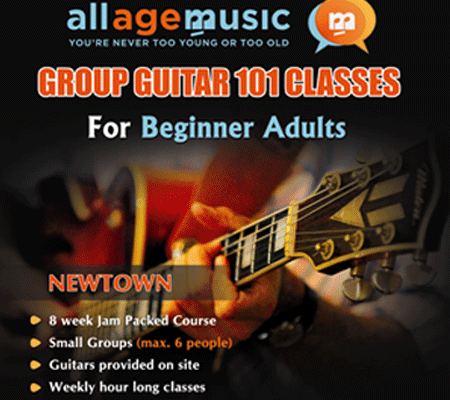 allagemusic m
YOU'RE NEVER TOO YOUNG OR TOO OLD
GROUP GUITAR 101 CLASSES
For Beginner Adults
NEWTOWN
8 week Jam Packed Course
Small Groups (max. 6 people)
Guitars provided on site
Weekly hour long classes